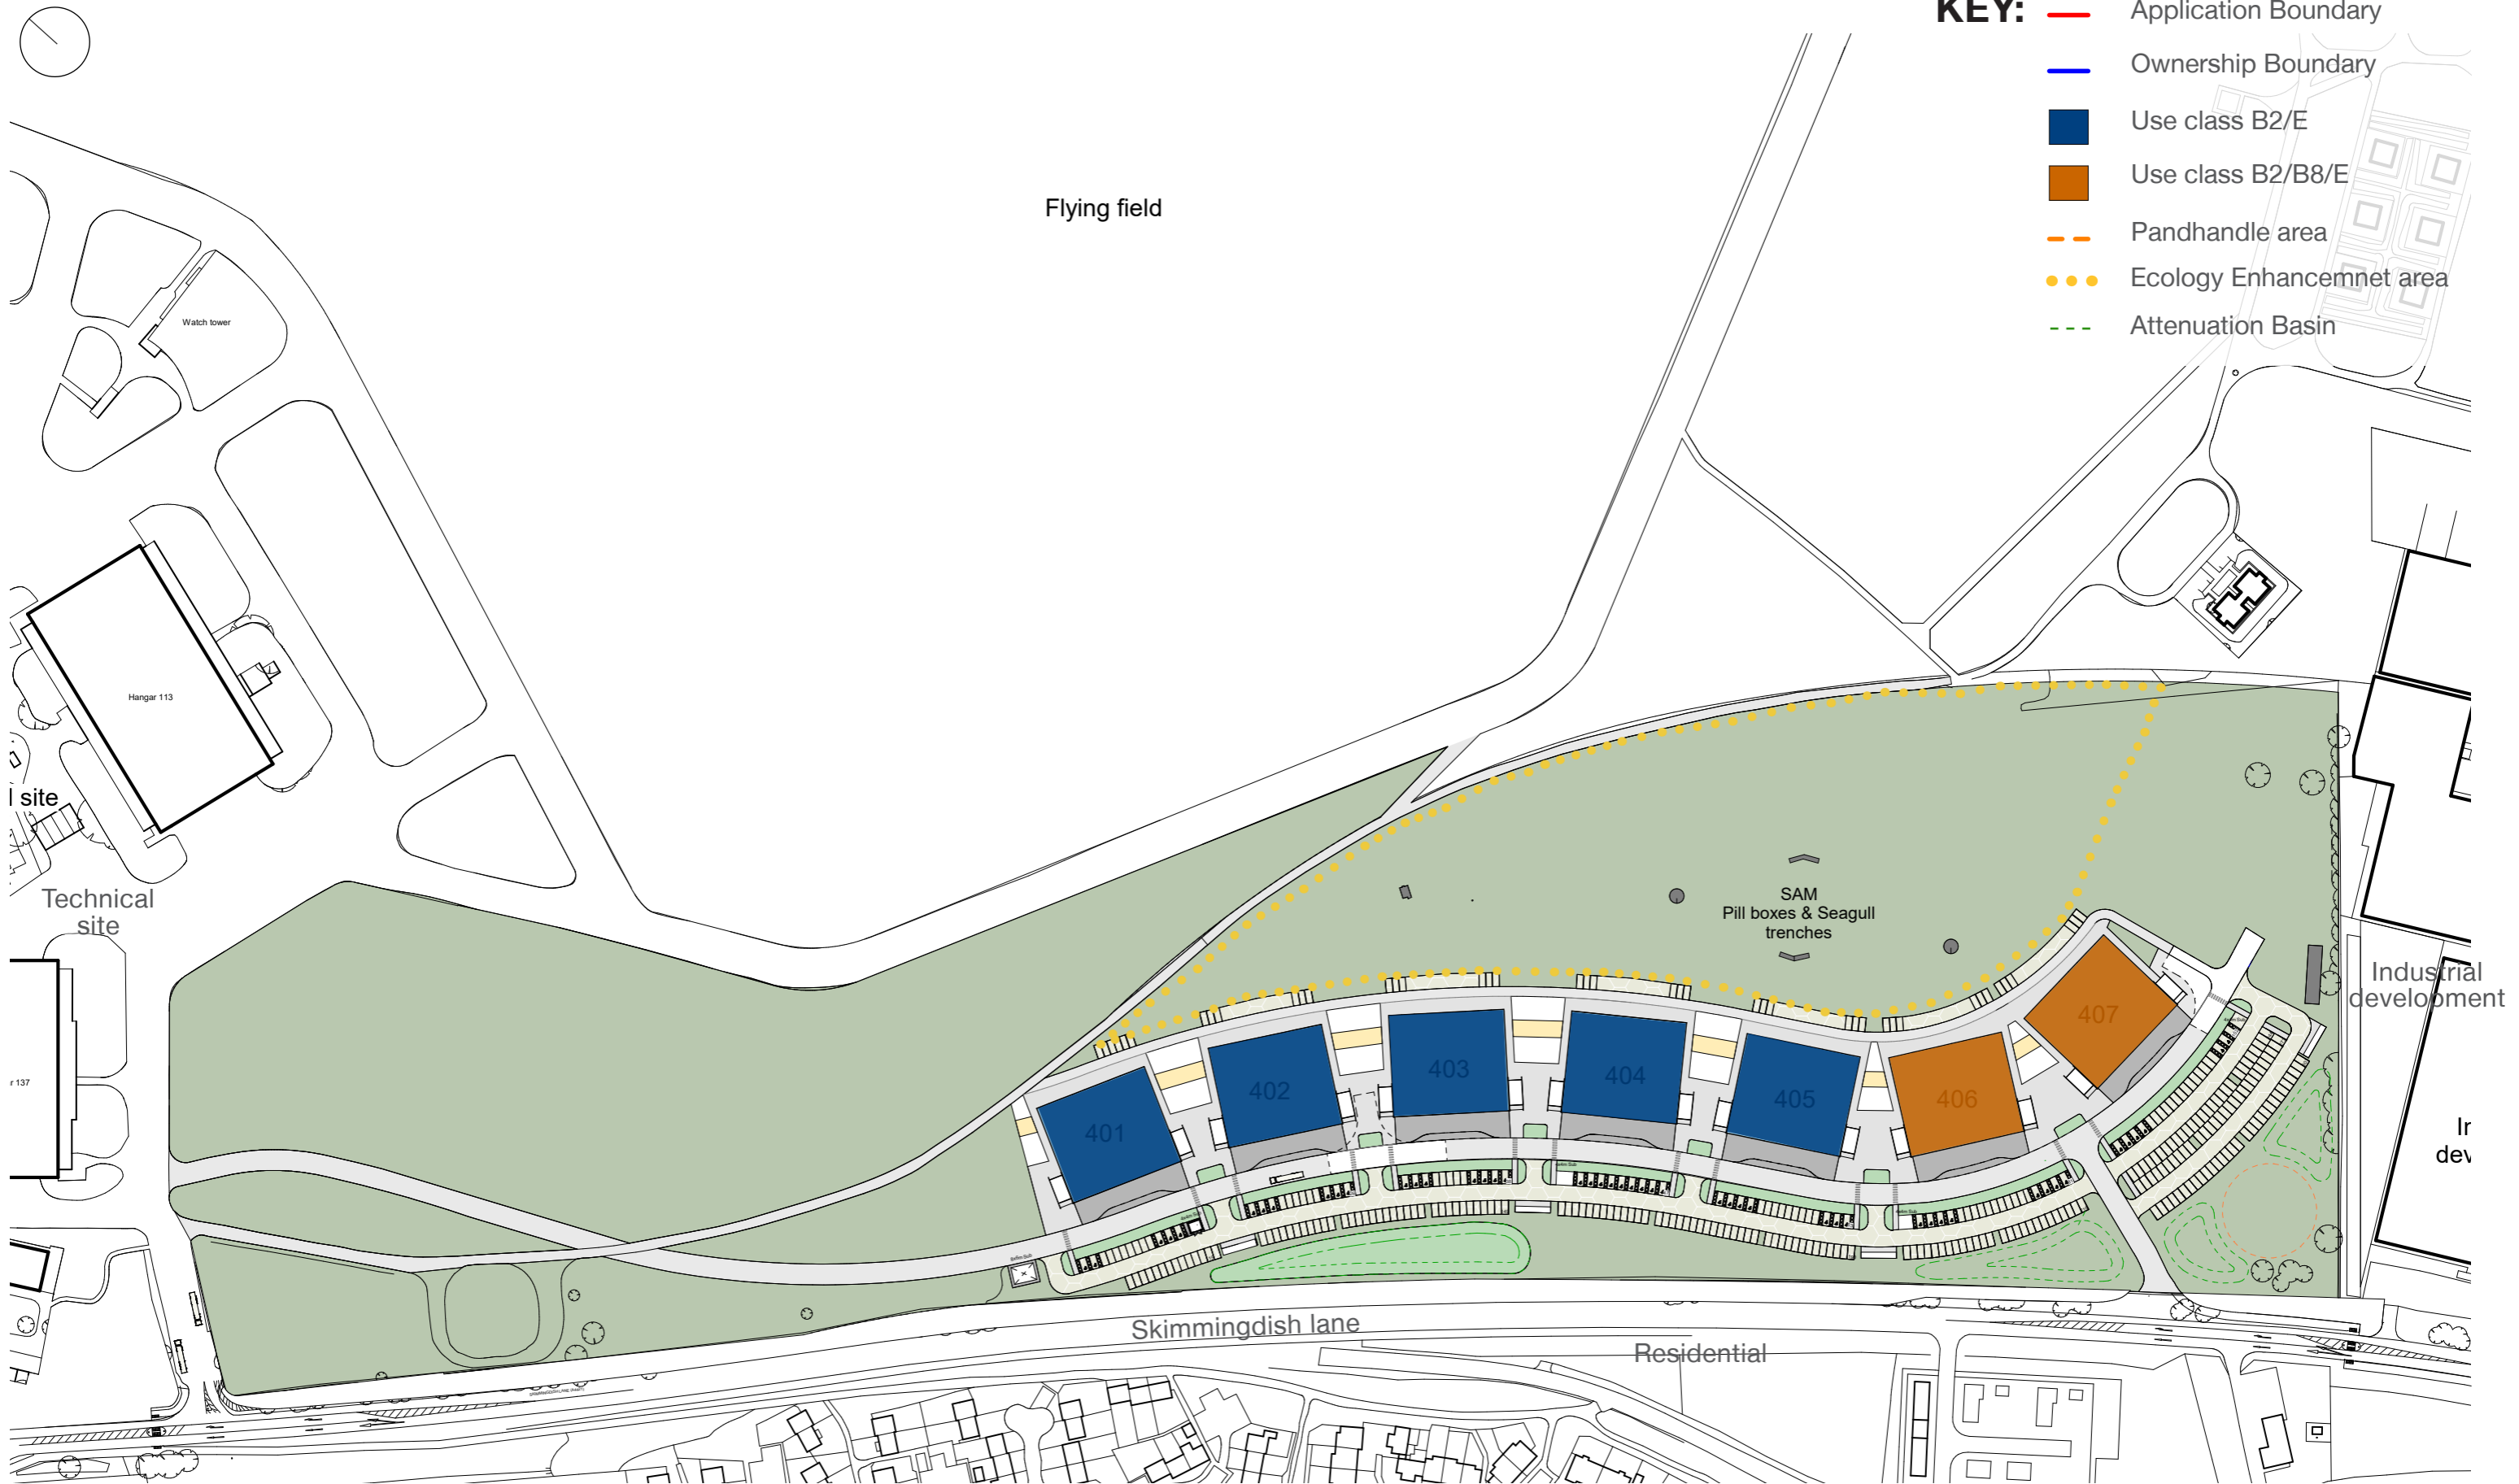 KEY:
Application Boundary
Ownership Boundary
Use class B2/E
Use class B2/B8/E
Pandhandle area
Ecology Enhancemnet area
Attenuation Basin
Flying field
Watch tower
Hangar 113
l site
Technical
site
r 137
SAM
Pill boxes & Seagull
trenches
Industrial
development
401
402
403
404
405
406
407
dev
Skimmingdish lane
Residential